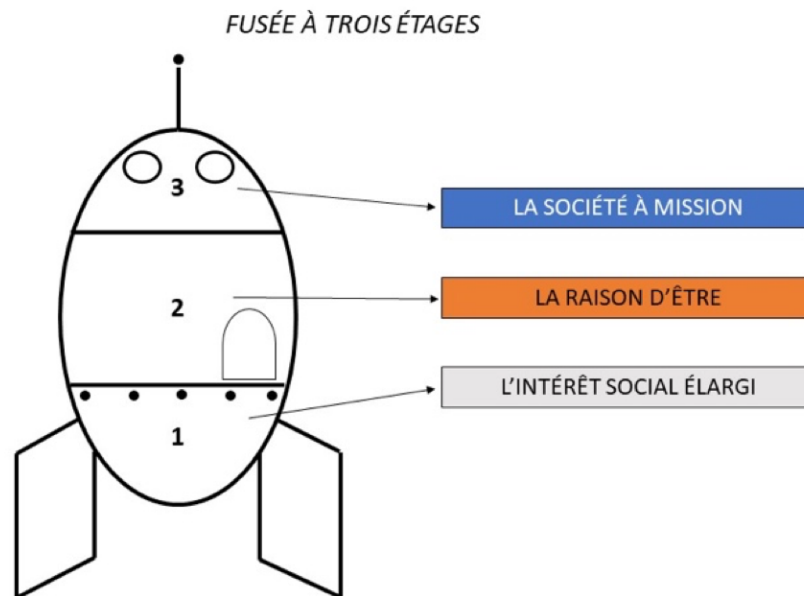 FUSÉE À TROIS ÉTAGES
3
LA SOCIÉTÉ À MISSION
2
LA RAISON D'ÊTRE
1
L'INTÉRÊT SOCIAL ÉLARGI